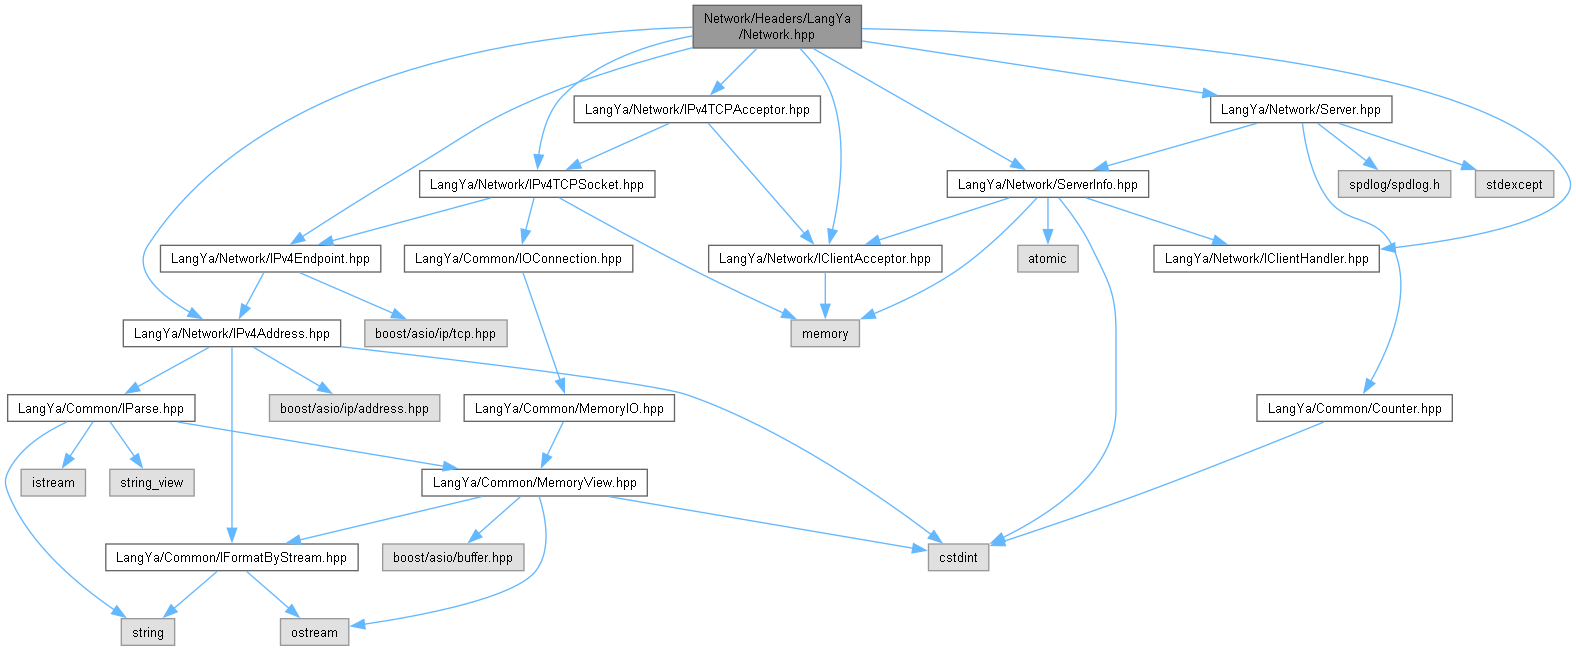 Network/Headers/LangYa
/Network.hpp
LangYa/Network/IPv4TCPAcceptor.hpp
LangYa/Network/Server.hpp
LangYa/Network/IPv4TCPSocket.hpp
LangYa/Network/ServerInfo.hpp
spdlog/spdlog.h
stdexcept
LangYa/Network/IPv4Endpoint.hpp
LangYa/Common/IOConnection.hpp
LangYa/Network/IClientAcceptor.hpp
atomic
LangYa/Network/IClientHandler.hpp
LangYa/Network/IPv4Address.hpp
boost/asio/ip/tcp.hpp
memory
LangYa/Common/IParse.hpp
boost/asio/ip/address.hpp
LangYa/Common/MemoryIO.hpp
LangYa/Common/Counter.hpp
istream
string_view
LangYa/Common/MemoryView.hpp
LangYa/Common/IFormatByStream.hpp
boost/asio/buffer.hpp
cstdint
string
ostream